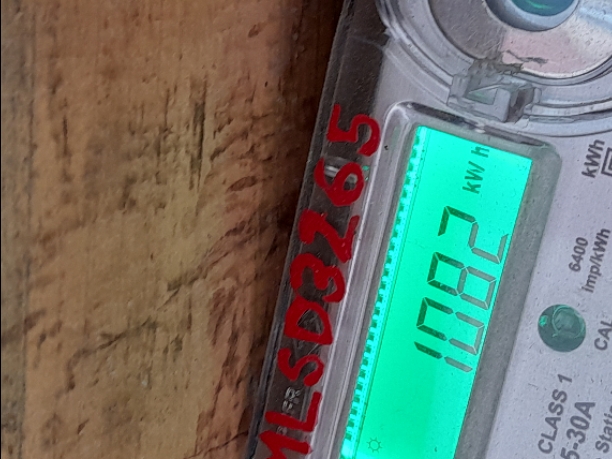 MLSD3265
1082 kWh
kWh
6400
imp/kWh
CLASS 1
5-30A